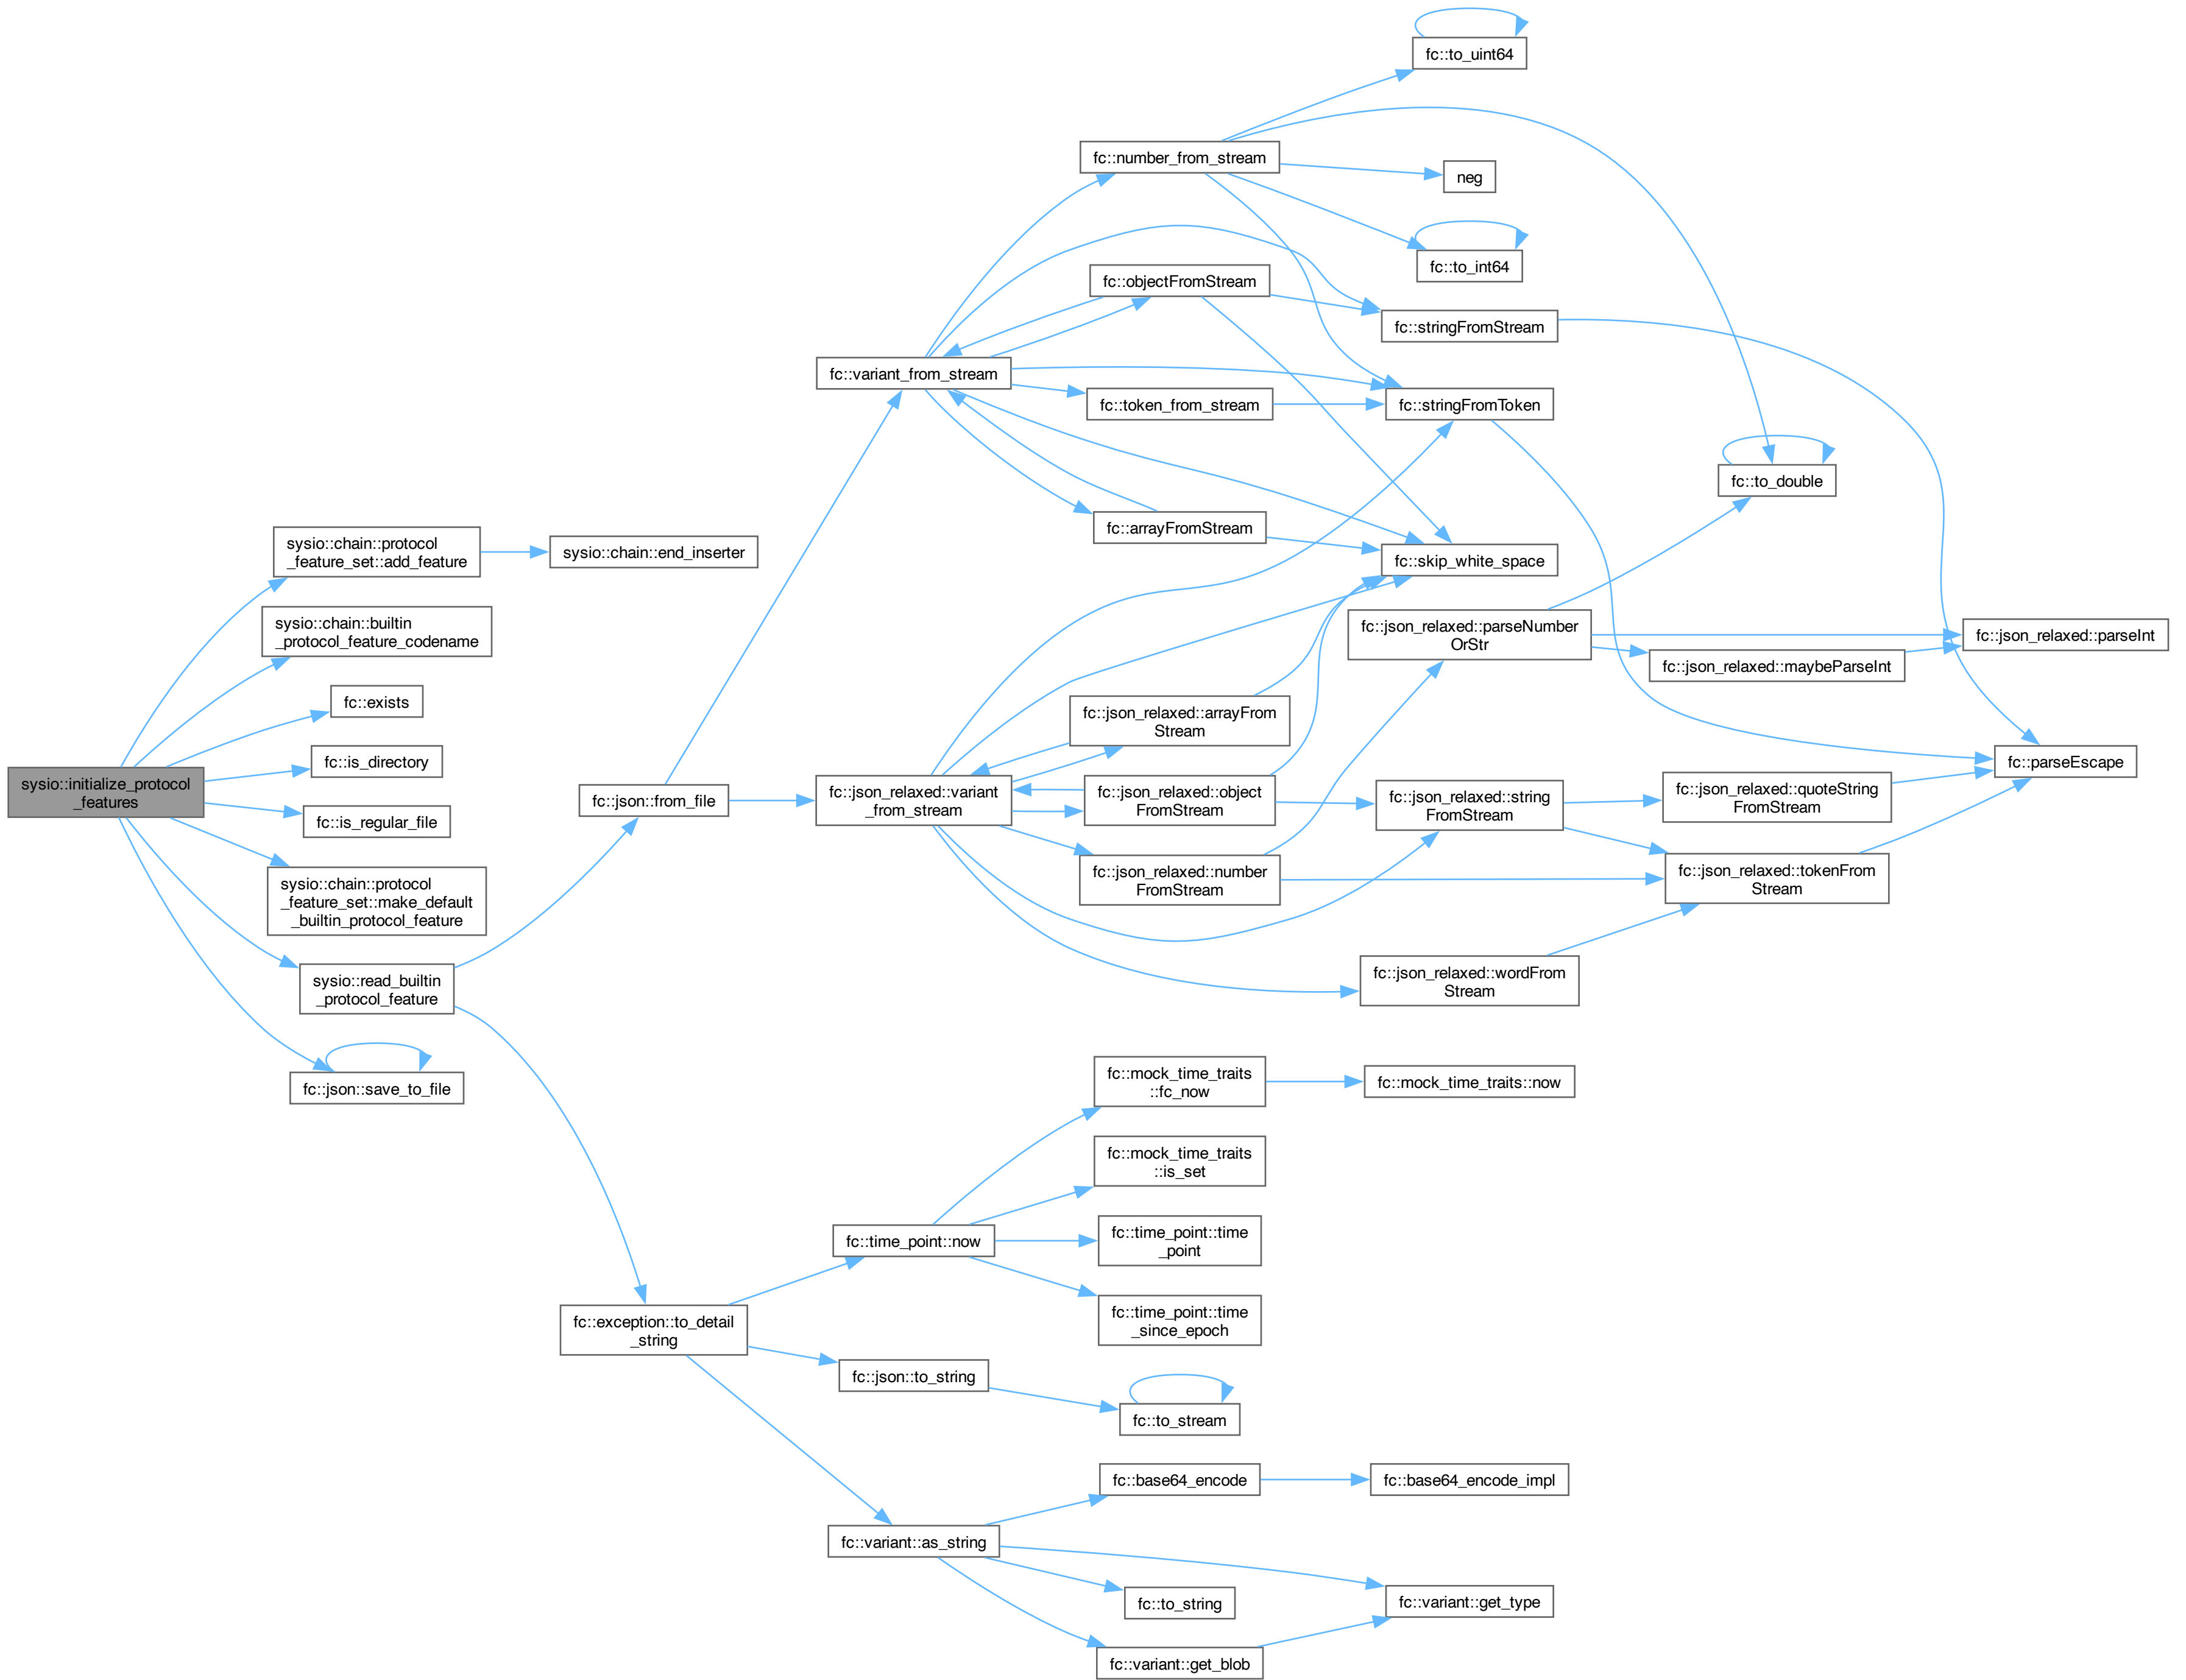 sysio::initialize_protocol
_features
sysio::chain::protocol
_feature_set::add_feature
sysio::chain::end_inserter
sysio::chain::builtin
_protocol_feature_codename
fc::exists
fc::is_directory
fc::is_regular_file
sysio::chain::protocol
_feature_set::make_default
_builtin_protocol_feature
sysio::read_builtin
_protocol_feature
fc::json::save_to_file
fc::json::from_file
fc::variant_from_stream
fc::number_from_stream
fc::to_uint64
neg
fc::to_int64
fc::objectFromStream
fc::stringFromStream
fc::token_from_stream
fc::stringFromToken
fc::to_double
fc::arrayFromStream
fc::skip_white_space
fc::json_relaxed::parseNumber
OrStr
fc::json_relaxed::parseInt
fc::json_relaxed::maybeParseInt
fc::json_relaxed::arrayFrom
Stream
fc::parseEscape
fc::json_relaxed::variant
_from_stream
fc::json_relaxed::object
FromStream
fc::json_relaxed::string
FromStream
fc::json_relaxed::quoteString
FromStream
fc::json_relaxed::number
FromStream
fc::json_relaxed::tokenFrom
Stream
fc::json_relaxed::wordFrom
Stream
fc::mock_time_traits
::fc_now
fc::mock_time_traits::now
fc::mock_time_traits
::is_set
fc::time_point::now
fc::time_point::time
_point
fc::time_point::time
_since_epoch
fc::exception::to_detail
_string
fc::json::to_string
fc::to_stream
fc::base64_encode
fc::base64_encode_impl
fc::variant::as_string
fc::to_string
fc::variant::get_type
fc::variant::get_blob